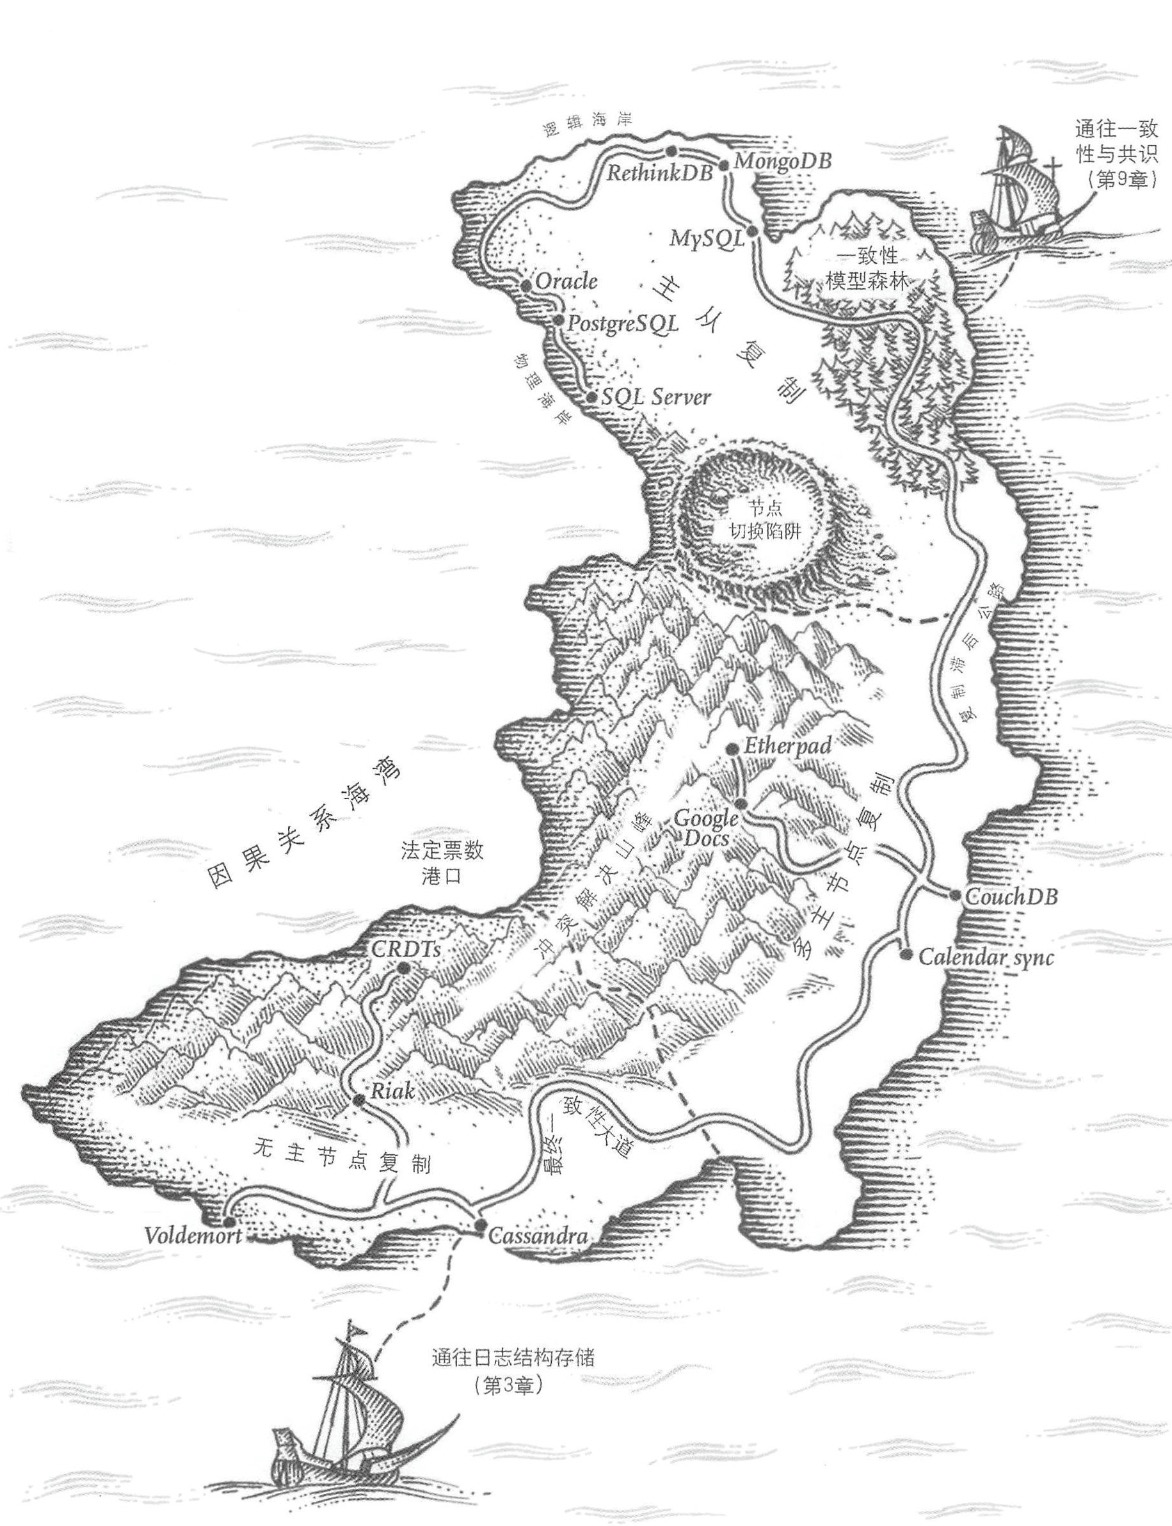 逻辑海岸
通往一致
性与共识
（第9章）
RethinkDB
MongoDB
MySQL
一致性
模型森林
Oracle
PostgreSQL
主从复制
物理海岸
SQL Server
节点
切换陷阱
复制滞后公路
Etherpad
Google
Docs
多主节点复制
冲突解决山峰
因果关系海湾
法定票数
港口
CouchDB
CRDTs
Calendar sync
Riak
最终一致性大道
无主节点复制
Voldemort
Cassandra
通往日志结构存储
（第3章）